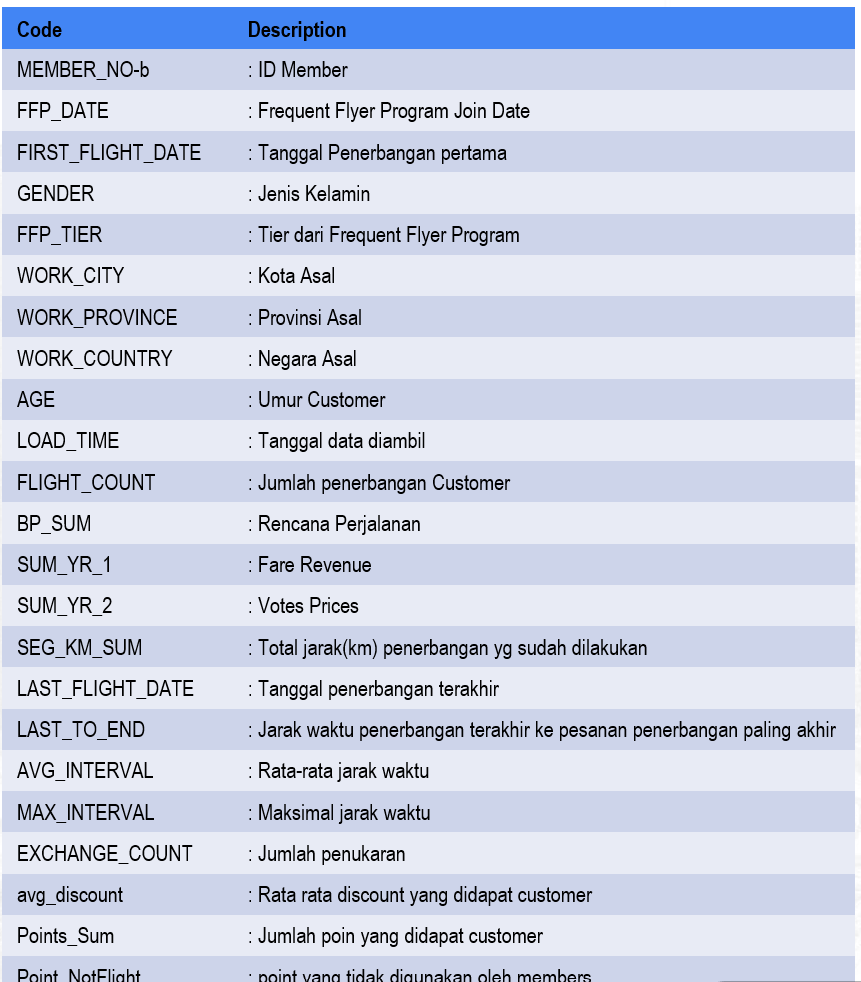 Code Description
MEMBER_NO-b : ID Member
FFP_DATE : Frequent Flyer Program Join Date
FIRST_FLIGHT_DATE : Tanggal Penerbangan pertama
GENDER : Jenis Kelamin
FFP_TIER : Tier dari Frequent Flyer Program
WORK_CITY : Kota Asal
WORK_PROVINCE : Provinsi Asal
WORK_COUNTRY : Negara Asal
AGE : Umur Customer
LOAD_TIME : Tanggal data diambil
FLIGHT_COUNT : Jumlah penerbangan Customer
BP_SUM : Rencana Perjalanan
SUM_YR_1 : Fare Revenue
SUM_YR_2 : Votes Prices
SEG_KM_SUM : Total jarak(km) penerbangan yg sudah dilakukan
LAST_FLIGHT_DATE : Tanggal penerbangan terakhir
LAST_TO_END : Jarak waktu penerbangan terakhir ke pesanan penerbangan paling akhir
AVG_INTERVAL : Rata-rata jarak waktu
MAX_INTERVAL : Maksimal jarak waktu
EXCHANGE_COUNT : Jumlah penukaran
avg_discount : Rata rata discount yang didapat customer
Points_Sum : Jumlah poin yang didapat customer
Point_NotFlight : point yang tidak digunakan oleh members